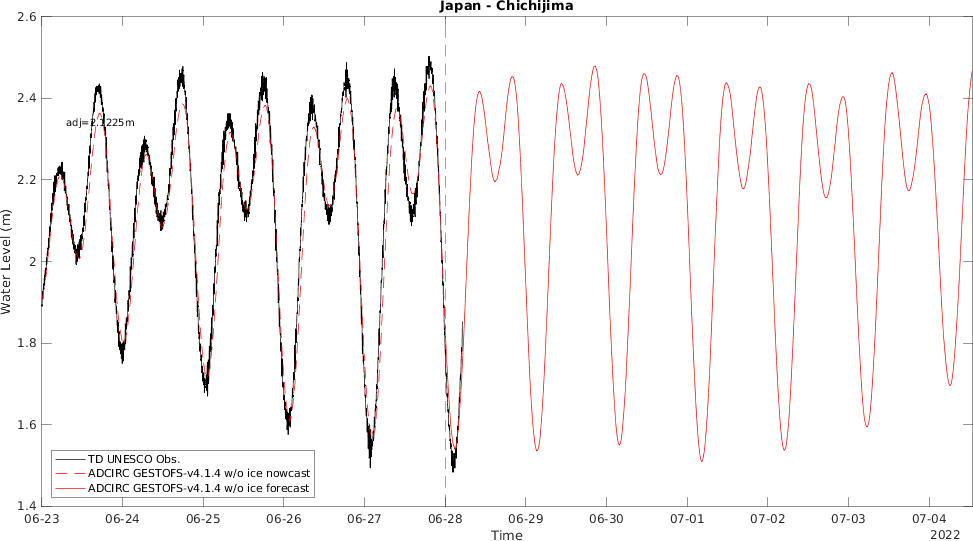 Japan - Chichijima
2.6
2.4
2.2
2
1.8
1.6
1.4
Water Level (m)
adj=2.1225m
TD UNESCO Obs.
ADCIRC GESTOFS-v4.1.4 w/o ice nowcast
ADCIRC GESTOFS-v4.1.4 w/o ice forecast
06-23 06-24 06-25 06-26 06-27 06-28 06-29 06-30 07-01 07-02 07-03 07-04
Time
2022